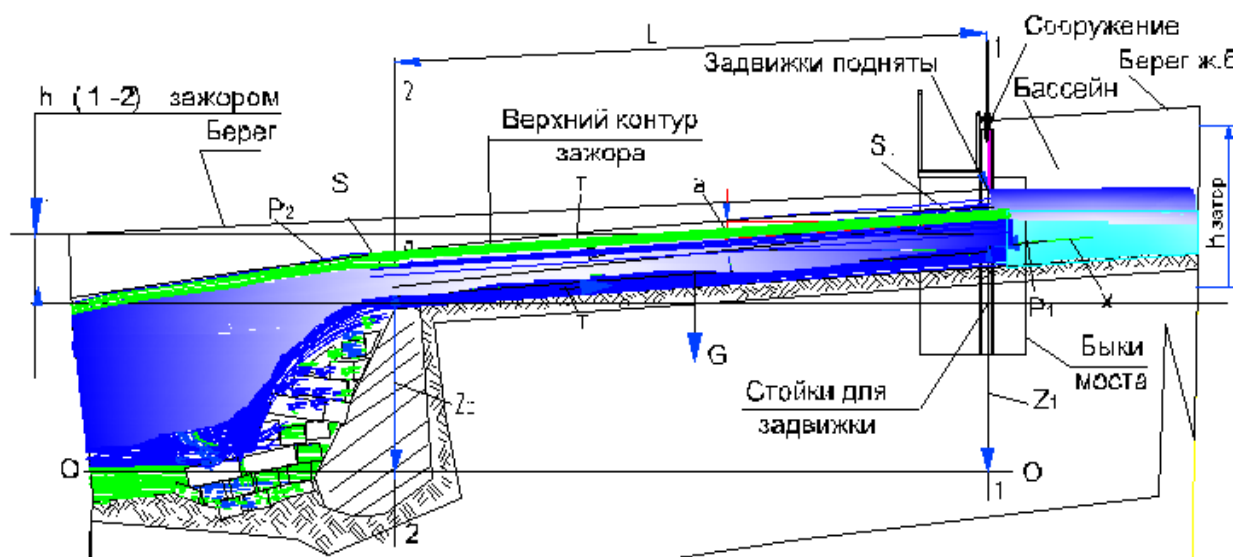 L
1
Сооружение
Задвижки подняты
Берег ж.б
2
Бассейн
h (1-2) зажором
Берег
Верхний контур
зажора
S.
S
T
a
P2
h затор
T
P1
x
G
Быки
моста
Стойки для
задвижки
Z1
O
O
1
2